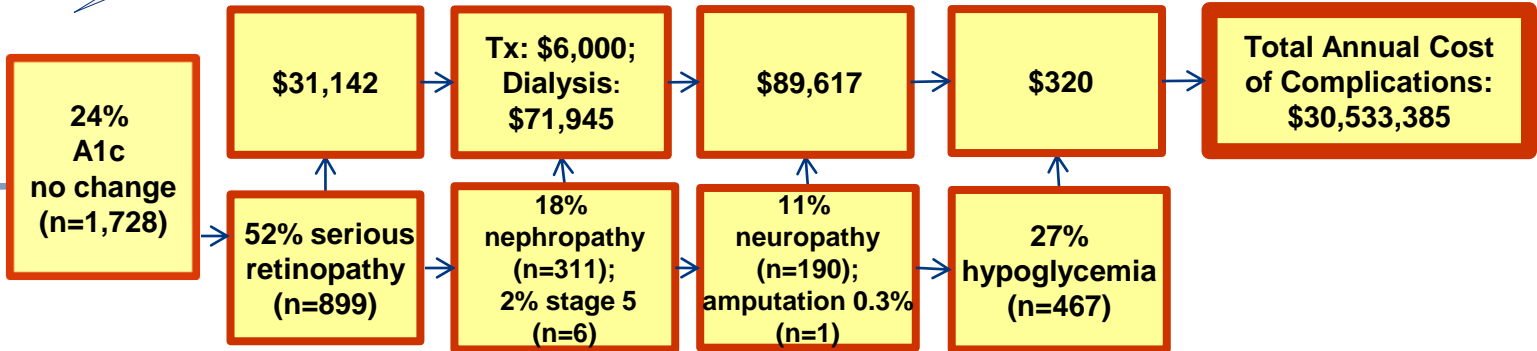 24%
A1c
no change
(n=1,728)
$31,142
Tx: $6,000;
Dialysis:
$71,945
$89,617
$320
Total Annual Cost
of Complications:
$30,533,385
52% serious
retinopathy
(n=899)
18%
nephropathy
(n=311);
2% stage 5
(n=6)
11%
neuropathy
(n=190);
amputation 0.3%
(n=1)
27%
hypoglycemia
(n=467)